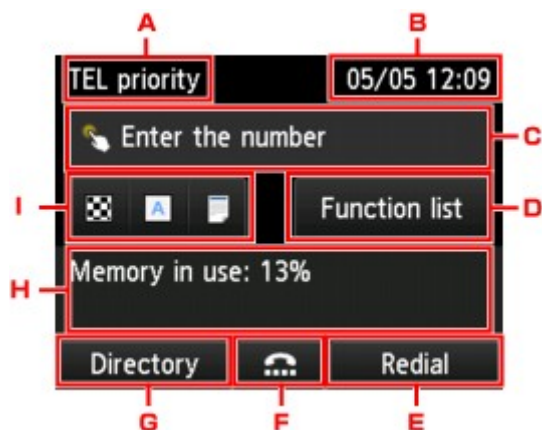 A B
TEL priority 05/05 12:09
Enter the number C
I A Function list D
Memory in use: 13%
H
Directory Redial
G F E